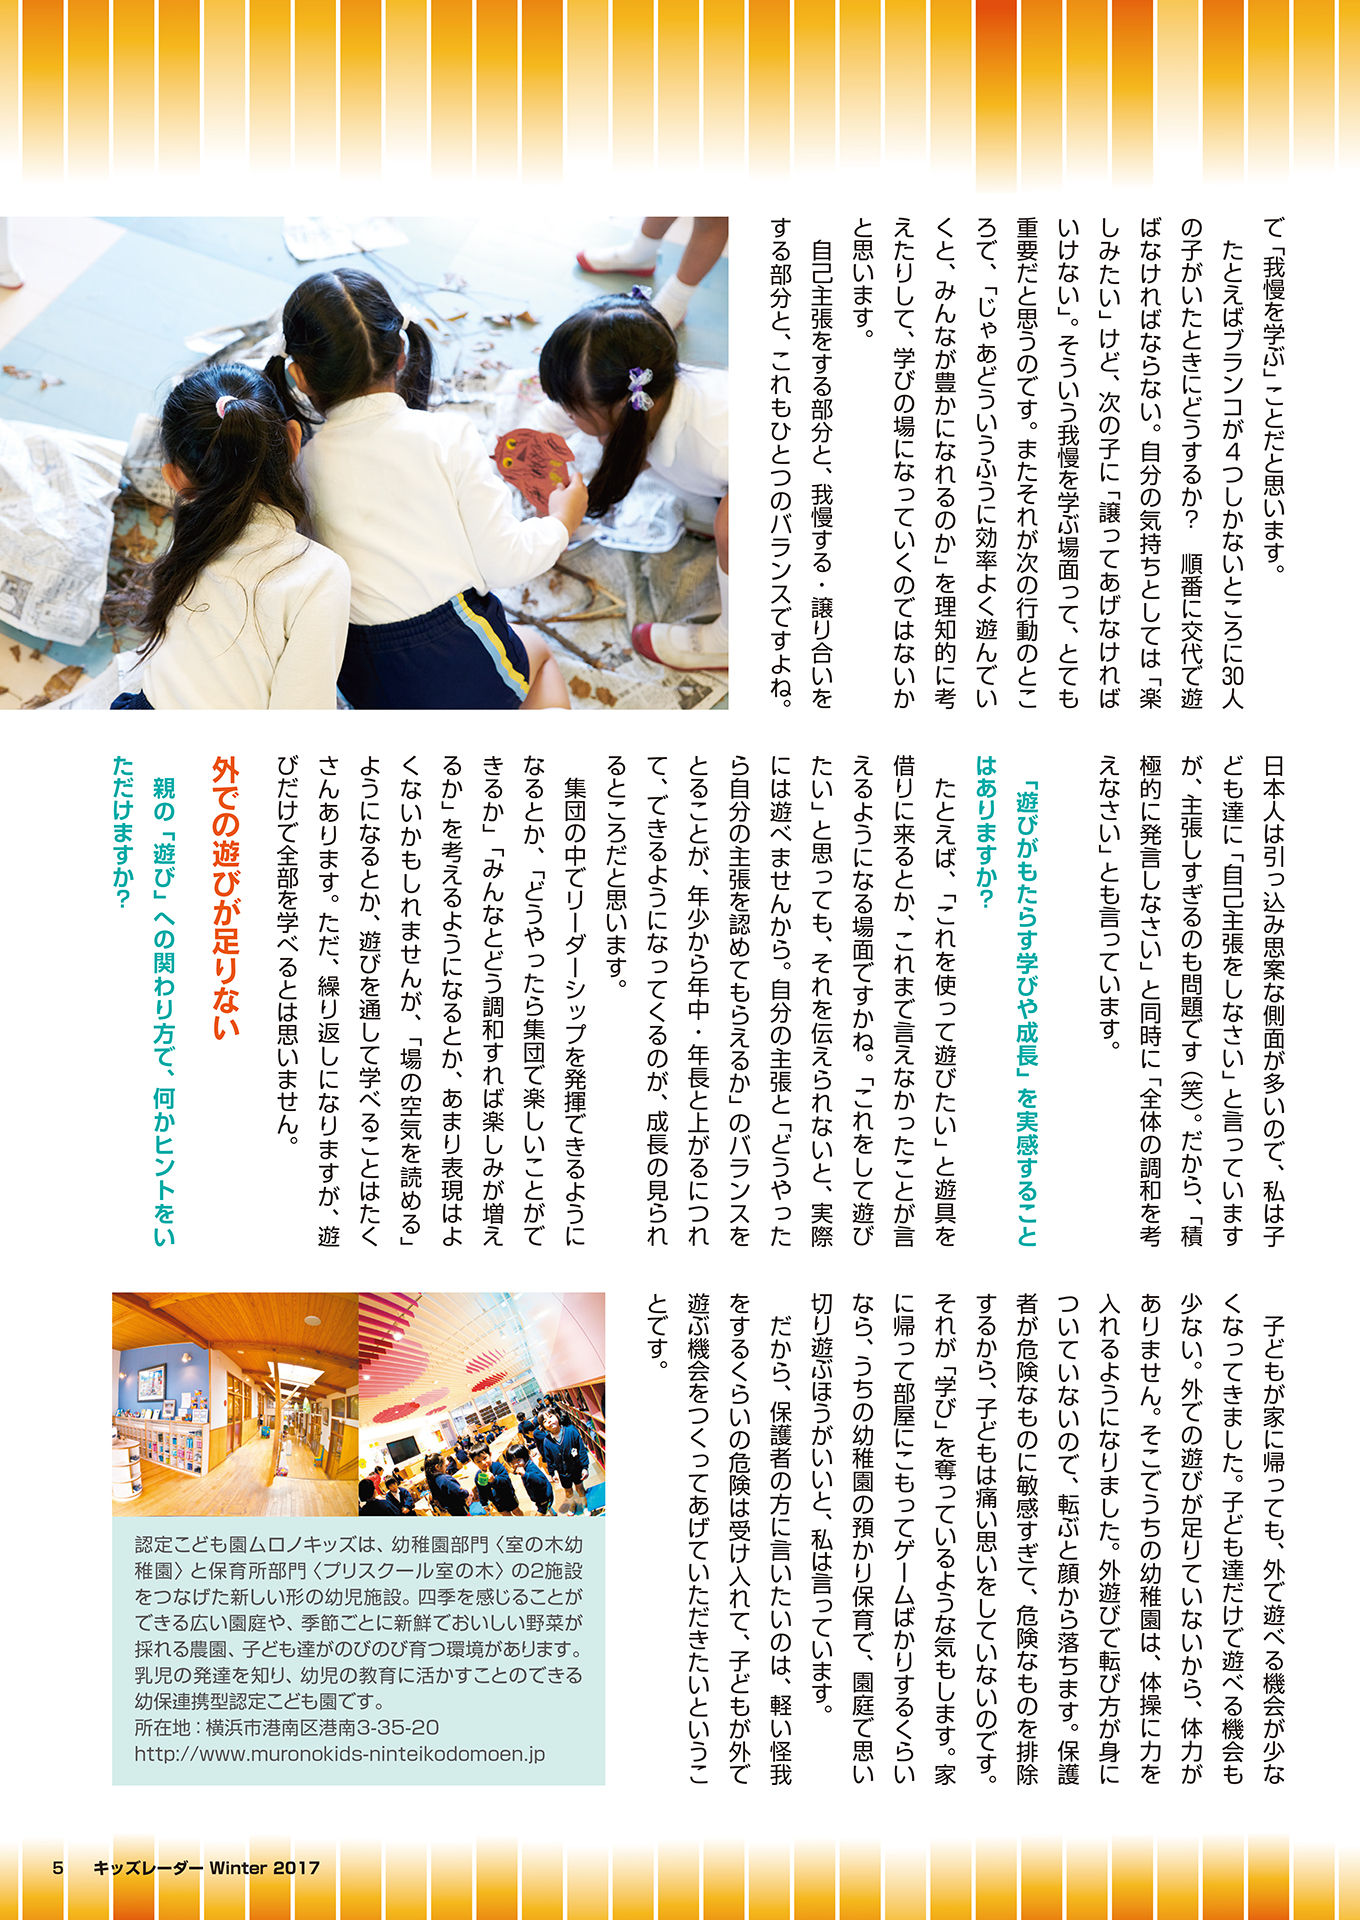 で「我慢を学ぶ」ことだと思います。
　たとえばブランコが４つしかないところに30人
の子がいたときにどうするか？　順番に交代で遊
ばなければならない。自分の気持ちとしては「楽
しみたい」けど、次の子に「譲ってあげなければ
いけない」。そういう我慢を学ぶ場面って、とても
重要だと思うのです。またそれが次の行動のとこ
ろで、「じゃあどういうふうに効率よく遊んでい
くと、みんなが豊かになれるのか」を理知的に考
えたりして、学びの場になっていくのではないか
と思います。
　自己主張をする部分と、我慢する・譲り合いを
する部分と、これもひとつのバランスですよね。
日本人は引っ込み思案な側面が多いので、私は子
ども達に「自己主張をしなさい」と言っています
が、主張しすぎるのも問題です（笑）。だから、「積
極的に発言しなさい」と同時に「全体の調和を考
えなさい」とも言っています。
　「遊びがもたらす学びや成長」を実感すること
はありますか？
　たとえば、「これを使って遊びたい」と遊具を
借りに来るとか、これまで言えなかったことが言
えるようになる場面ですかね。「これをして遊び
たい」と思っても、それを伝えられないと、実際
には遊べませんから。自分の主張と「どうやった
ら自分の主張を認めてもらえるか」のバランスを
とることが、年少から年中・年長と上がるにつれ
て、できるようになってくるのが、成長の見られ
るところだと思います。
　集団の中でリーダーシップを発揮できるように
なるとか、「どうやったら集団で楽しいことがで
きるか」「みんなとどう調和すれば楽しみが増え
るか」を考えるようになるとか、あまり表現はよ
くないかもしれませんが、「場の空気を読める」
ようになるとか、遊びを通して学べることはたく
さんあります。ただ、繰り返しになりますが、遊
びだけで全部を学べるとは思いません。
外での遊びが足りない
　親の「遊び」への関わり方で、何かヒントをい
ただけますか？
　子どもが家に帰っても、外で遊べる機会が少な
くなってきました。子ども達だけで遊べる機会も
少ない。外での遊びが足りていないから、体力が
ありません。そこでうちの幼稚園は、体操に力を
入れるようになりました。外遊びで転び方が身に
ついていないので、転ぶと顔から落ちます。保護
者が危険なものに敏感すぎて、危険なものを排除
するから、子どもは痛い思いをしていないのです。
それが「学び」を奪っているような気もします。家
に帰って部屋にこもってゲームばかりするくらい
なら、うちの幼稚園の預かり保育で、園庭で思い
切り遊ぶほうがいいと、私は言っています。
　だから、保護者の方に言いたいのは、軽い怪我
をするくらいの危険は受け入れて、子どもが外で
遊ぶ機会をつくってあげていただきたいというこ
とです。
認定こども園ムロノキッズは、幼稚園部門〈室の木幼
稚園〉と保育所部門〈プリスクール室の木〉の2施設
をつなげた新しい形の幼児施設。四季を感じることが
できる広い園庭や、季節ごとに新鮮でおいしい野菜が
採れる農園、子ども達がのびのび育つ環境があります。
乳児の発達を知り、幼児の教育に活かすことのできる
幼保連携型認定こども園です。
所在地：横浜市港南区港南3-35-20
http://www.muronokids-ninteikodomoen.jp
5　キッズレーダー Winter 2017